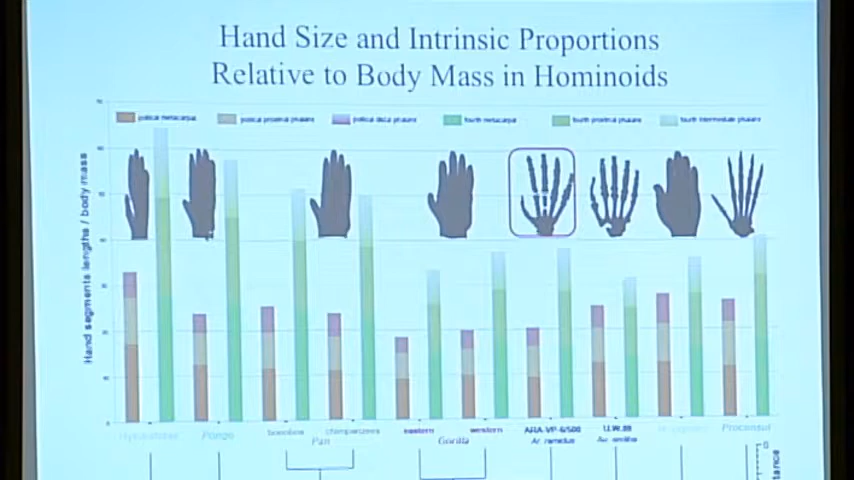 Hand Size and Intrinsic Proportions
Relative to Body Mass in Hominoids
pollical metacarpal pollical proximal phalanx pollical distal phalanx fourth metacarpal fourth proximal phalanx fourth intermediate phalanx
Hand segments lengths / body mass
Hylobatidae Pongo bonobos chimpanzees eastern western ARA-VP-6/500 U.W.88 Proconsul
Pan Gorilla Ar. ramidus Au. sediba
0